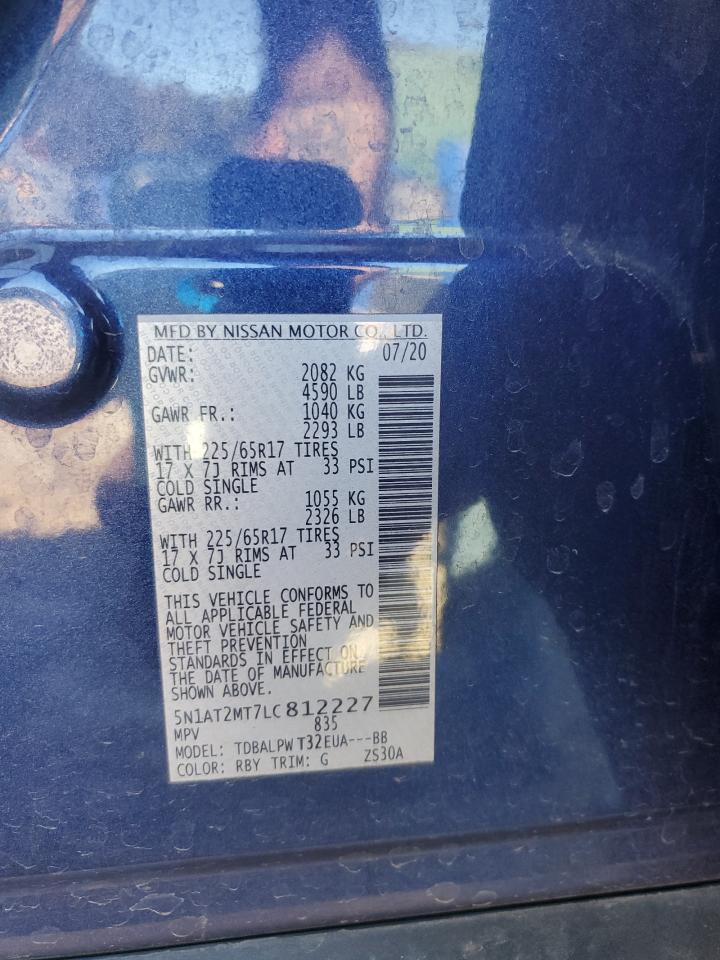 MFD BY NISSAN MOTOR CO., LTD.
DATE: 07/20
GVWR: 2082 KG
4590 LB
GAWR FR.: 1040 KG
2293 LB
WITH 225/65R17 TIRES
17 X 7J RIMS AT 33 PSI
COLD SINGLE
GAWR RR.: 1055 KG
2326 LB
WITH 225/65R17 TIRES
17 X 7J RIMS AT 33 PSI
COLD SINGLE
THIS VEHICLE CONFORMS TO
ALL APPLICABLE FEDERAL
MOTOR VEHICLE SAFETY AND
THEFT PREVENTION
STANDARDS IN EFFECT ON
THE DATE OF MANUFACTURE
SHOWN ABOVE.
5N1AT2MT7LC812227
MPV 835
MODEL: TDBALPWT32EUA---BB
COLOR: RBY TRIM: G ZS30A